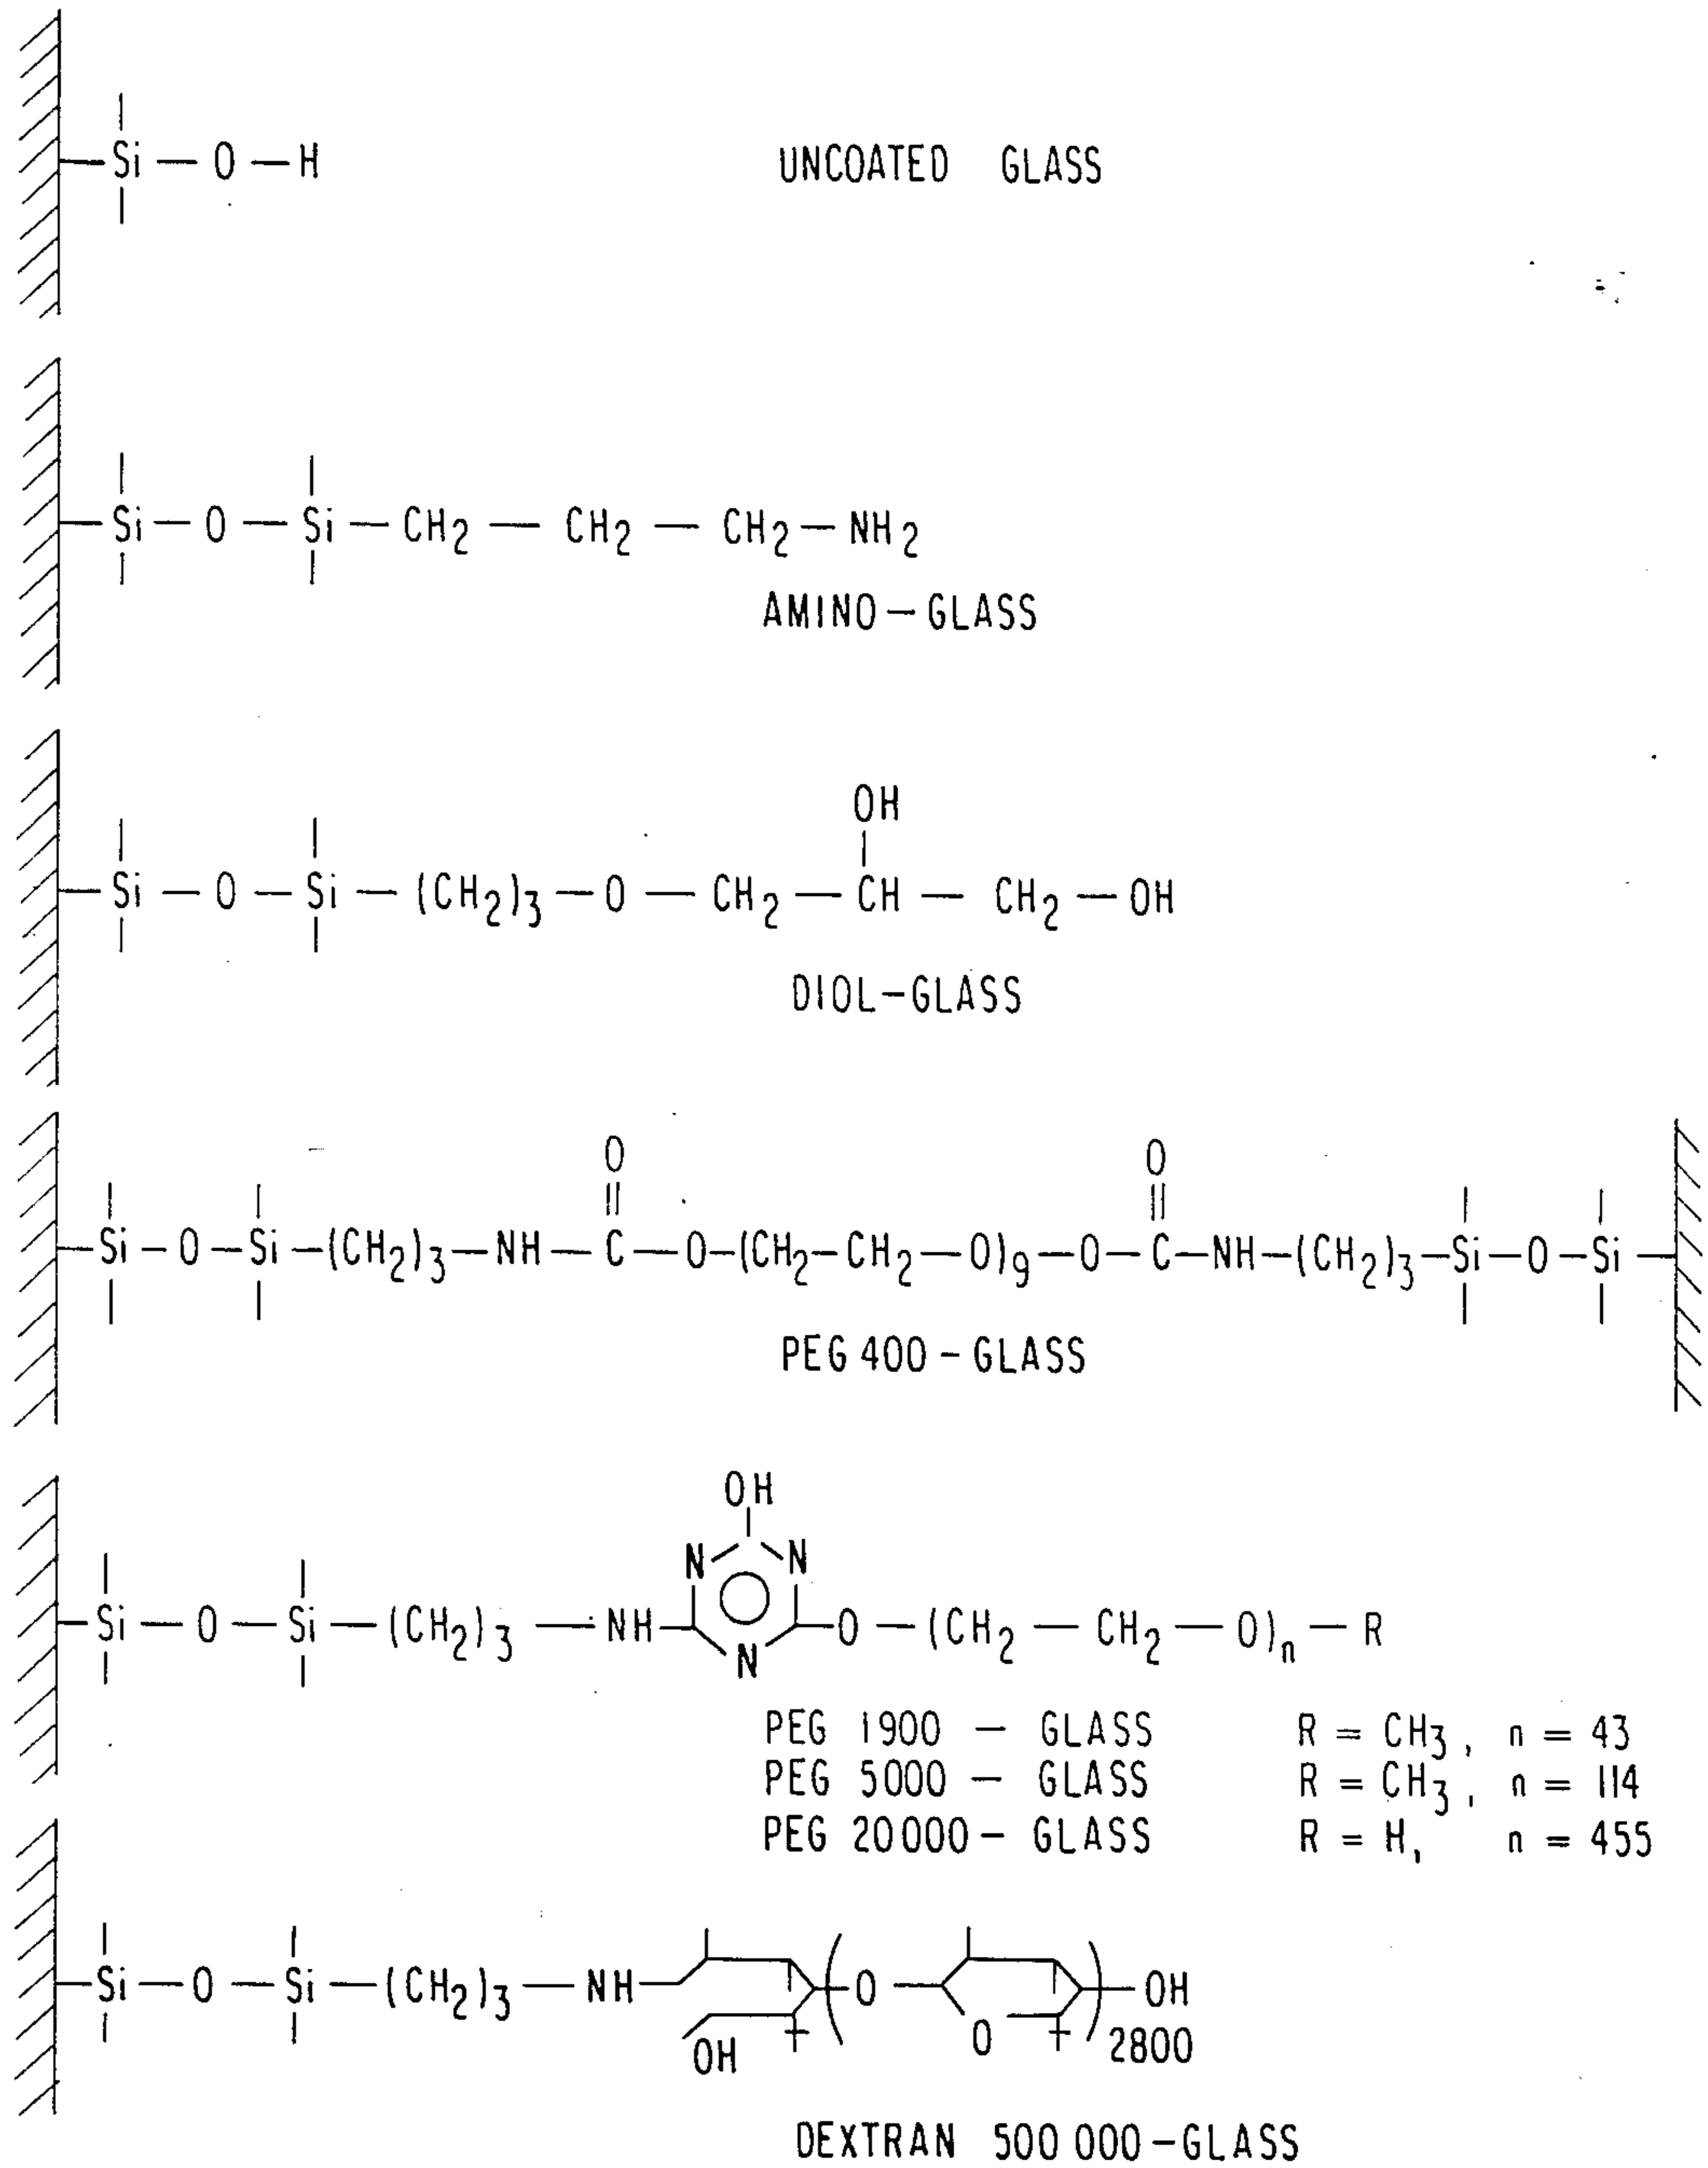 Si — O — H
UNCOATED GLASS
Si — O — Si — CH2 — CH2 — CH2 — NH2
AMINO – GLASS
OH
Si — O — Si — (CH2)3 — O — CH2 — CH — CH2 — OH
DIOL–GLASS
O O
Si – O – Si – (CH2)3 — NH — C — O – (CH2 – CH2 — O)9 — O – C – NH – (CH2)3 – Si – O – Si
PEG 400 – GLASS
OH
N N
Si — O — Si — (CH2)3 — NH O — (CH2 — CH2 — O)n — R
N
PEG 1900 — GLASS R = CH3, n = 43
PEG 5000 — GLASS R = CH3, n = 114
PEG 20000 – GLASS R = H, n = 455
Si — O — Si — (CH2)3 — NH ( O — ) OH
OH O 2800
DEXTRAN 500 000 – GLASS